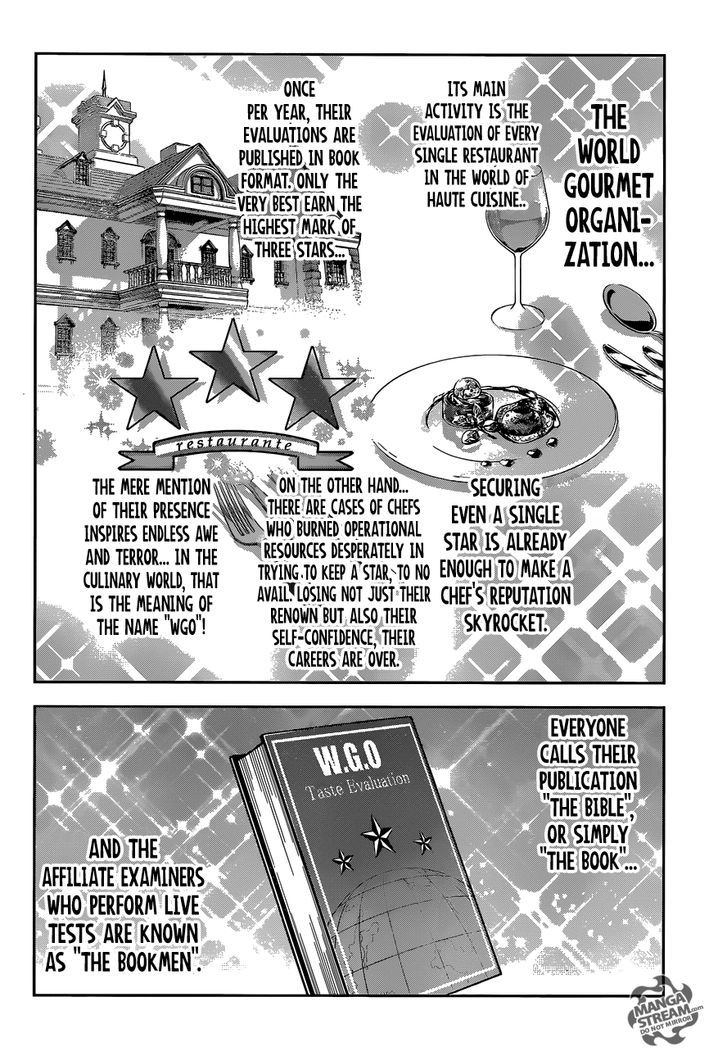 THE
WORLD
GOURMET
ORGANI-
ZATION...
ITS MAIN
ACTIVITY IS THE
EVALUATION OF EVERY
SINGLE RESTAURANT
IN THE WORLD OF
HAUTE CUISINE..
ONCE
PER YEAR, THEIR
EVALUATIONS ARE
PUBLISHED IN BOOK
FORMAT. ONLY THE
VERY BEST EARN THE
HIGHEST MARK OF
THREE STARS...
restaurante
SECURING
EVEN A SINGLE
STAR IS ALREADY
ENOUGH TO MAKE A
CHEF'S REPUTATION
SKYROCKET.
ON THE OTHER HAND...
THERE ARE CASES OF CHEFS
WHO BURNED OPERATIONAL
RESOURCES DESPERATELY IN
TRYING TO KEEP A STAR, TO NO
AVAIL. LOSING NOT JUST THEIR
RENOWN BUT ALSO THEIR
SELF-CONFIDENCE, THEIR
CAREERS ARE OVER.
THE MERE MENTION
OF THEIR PRESENCE
INSPIRES ENDLESS AWE
AND TERROR... IN THE
CULINARY WORLD, THAT
IS THE MEANING OF
THE NAME "WGO"!
EVERYONE
CALLS THEIR
PUBLICATION
"THE BIBLE",
OR SIMPLY
"THE BOOK"...
W.G.O
Taste Evaluation
AND THE
AFFILIATE EXAMINERS
WHO PERFORM LIVE
TESTS ARE KNOWN
AS "THE BOOKMEN".
MANGA
STREAM.com
DO NOT MIRROR